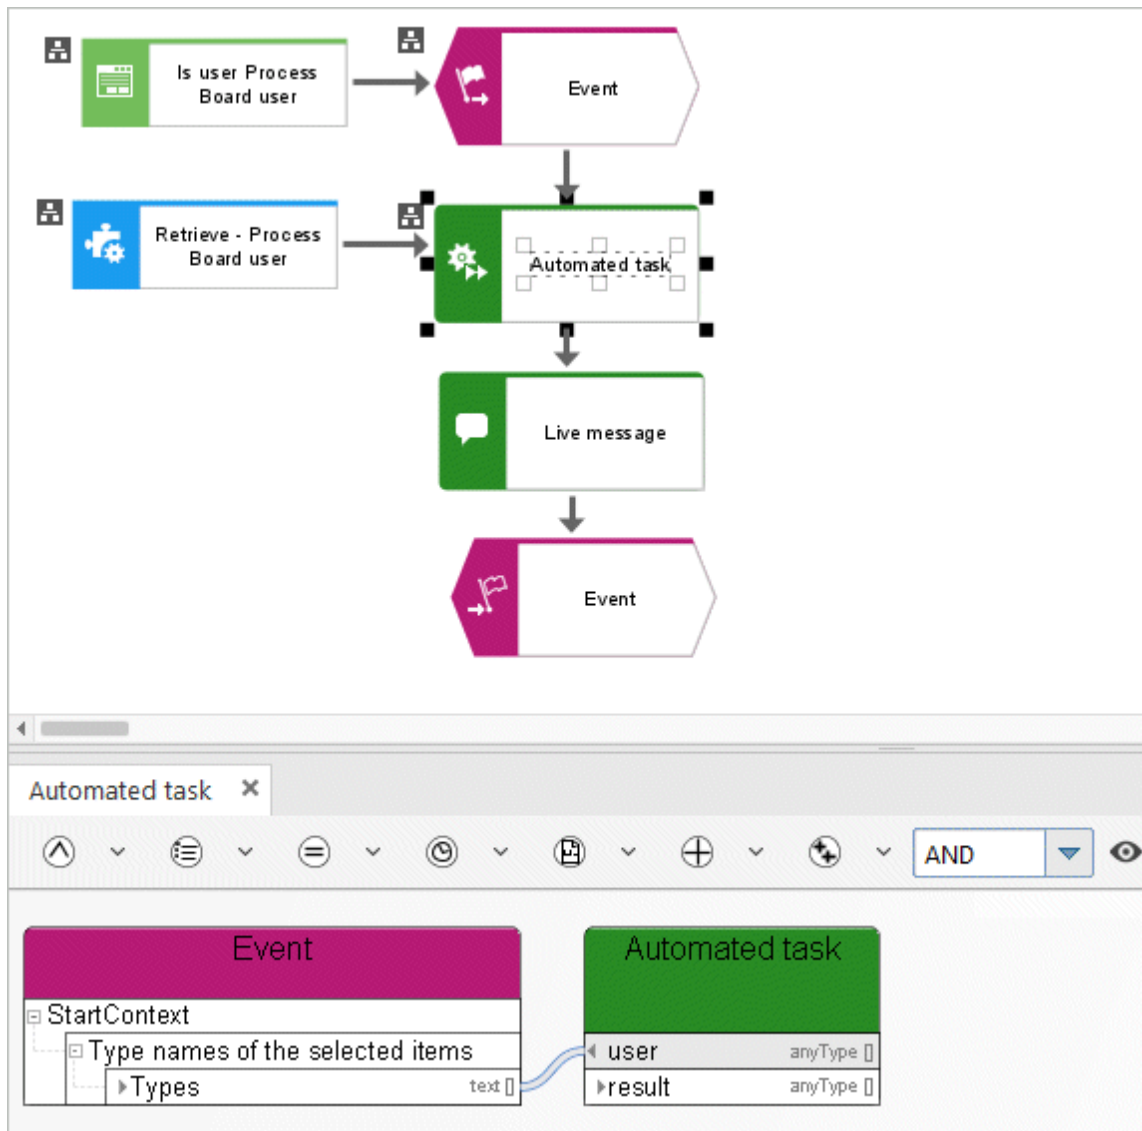 Is user Process
Board user
Event
Retrieve - Process
Board user
Automated task
Live message
Event
Automated task
AND
Event
Automated task
StartContext
Type names of the selected items
user anyType []
Types text []
result anyType []